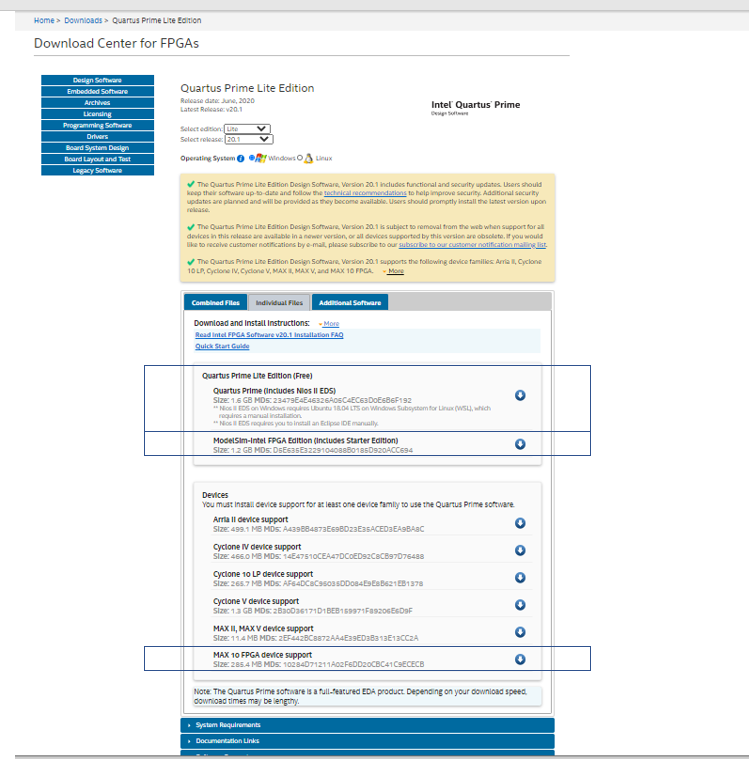 Home > Downloads > Quartus Prime Lite Edition
Download Center for FPGAs
Design Software
Embedded Software
Archives
Licensing
Programming Software
Drivers
Board System Design
Board Layout and Test
Legacy Software
Quartus Prime Lite Edition
Release date: June, 2020
Latest Release: v20.1
Intel® Quartus® Prime
Design Software
Select edition: Lite
Select release: 20.1
Operating System Windows Linux
The Quartus Prime Lite Edition Design Software, Version 20.1 includes functional and security updates. Users should
keep their software up-to-date and follow the technical recommendations to help improve security. Additional security
updates are planned and will be provided as they become available. Users should promptly install the latest version upon
release.
The Quartus Prime Lite Edition Design Software, Version 20.1 is subject to removal from the web when support for all
devices in this release are available in a newer version, or all devices supported by this version are obsolete. If you would
like to receive customer notifications by e-mail, please subscribe to our subscribe to our customer notification mailing list.
The Quartus Prime Lite Edition Design Software, Version 20.1 supports the following device families: Arria II, Cyclone
10 LP, Cyclone IV, Cyclone V, MAX II, MAX V, and MAX 10 FPGA. More
Combined Files Individual Files Additional Software
Download and install instructions: More
Read Intel FPGA Software v20.1 Installation FAQ
Quick Start Guide
Quartus Prime Lite Edition (Free)
Quartus Prime (includes Nios II EDS)
Size: 1.6 GB MD5:
** Nios II EDS on Windows requires Ubuntu 18.04 LTS on Windows Subsystem for Linux (WSL), which
requires a manual installation.
** Nios II EDS requires you to install an Eclipse IDE manually.
ModelSim-Intel FPGA Edition (includes Starter Edition)
Size: 1.2 GB MD5:
Devices
You must install device support for at least one device family to use the Quartus Prime software.
Arria II device support
Size: 499.1 MB MD5:
Cyclone IV device support
Size: 466.0 MB MD5:
Cyclone 10 LP device support
Size: 265.7 MB MD5:
Cyclone V device support
Size: 1.3 GB MD5:
MAX II, MAX V device support
Size: 11.4 MB MD5:
MAX 10 FPGA device support
Size: 285.4 MB MD5:
Note: The Quartus Prime software is a full-featured EDA product. Depending on your download speed,
download times may be lengthy.
System Requirements
Documentation Links